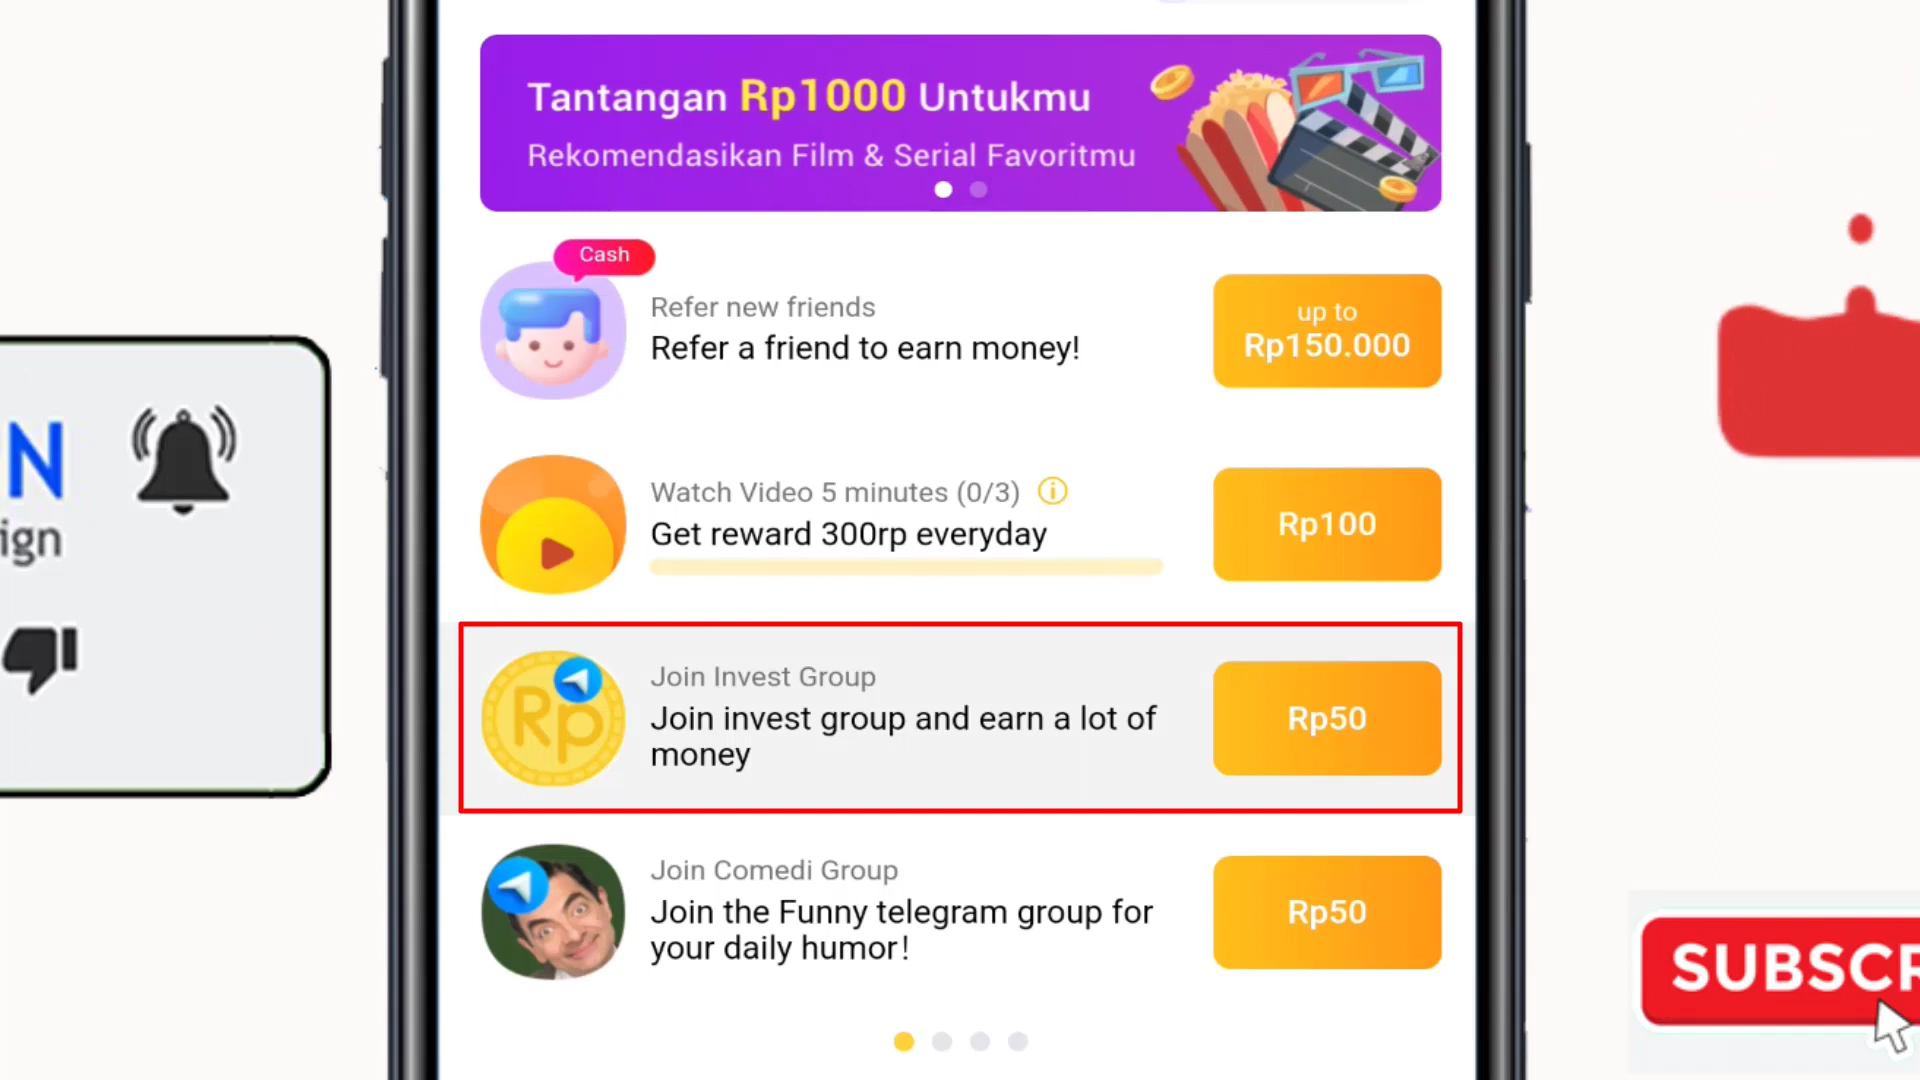 Tantangan Rp1000 Untukmu
Rekomendasikan Film & Serial Favoritmu
Cash
Refer new friends
Refer a friend to earn money!
up to
Rp150.000
Watch Video 5 minutes (0/3)
Get reward 300rp everyday
Rp100
Rp
Join Invest Group
Join invest group and earn a lot of
money
Rp50
Join Comedi Group
Join the Funny telegram group for
your daily humor!
Rp50
N
ign
SUBSCR